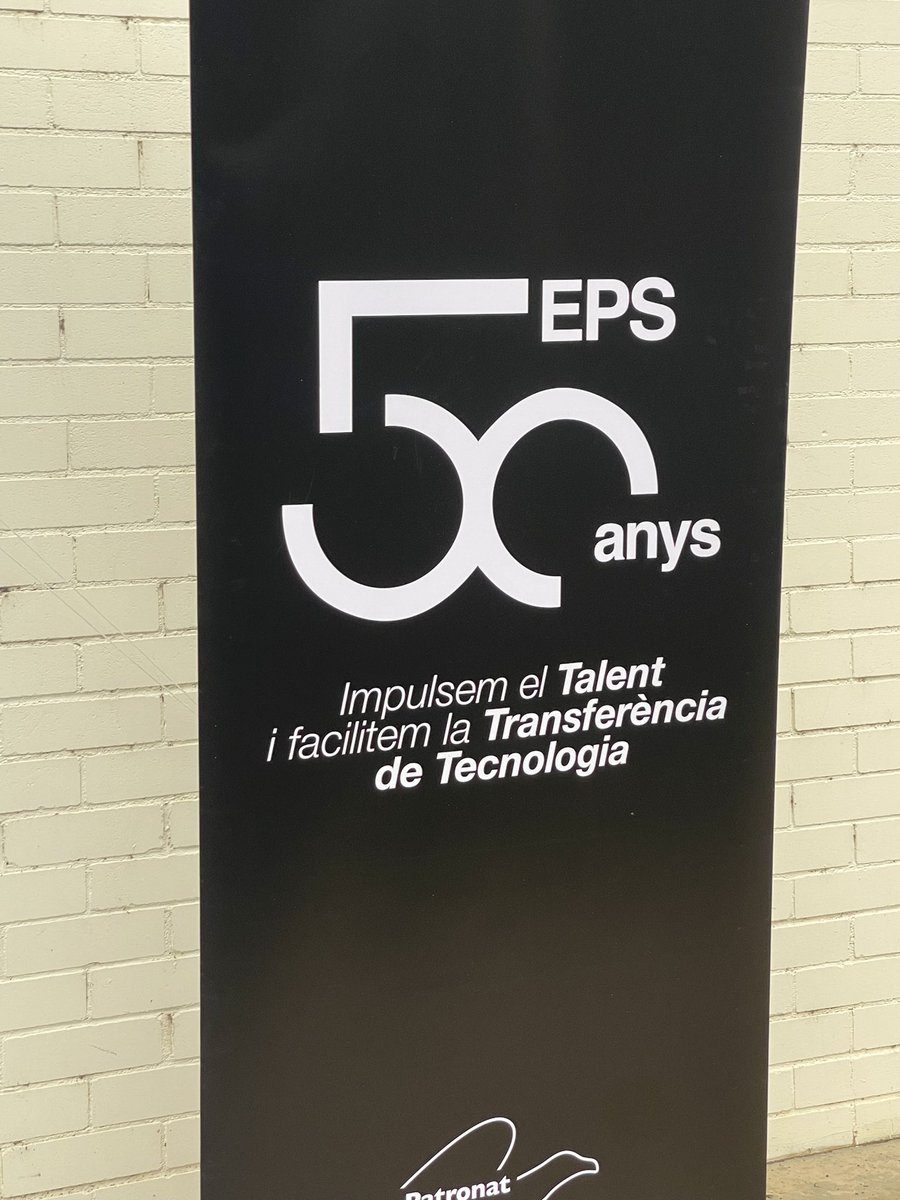 50 EPS
anys
Impulsem el Talent
i facilitem la Transferència
de Tecnologia
Patronat